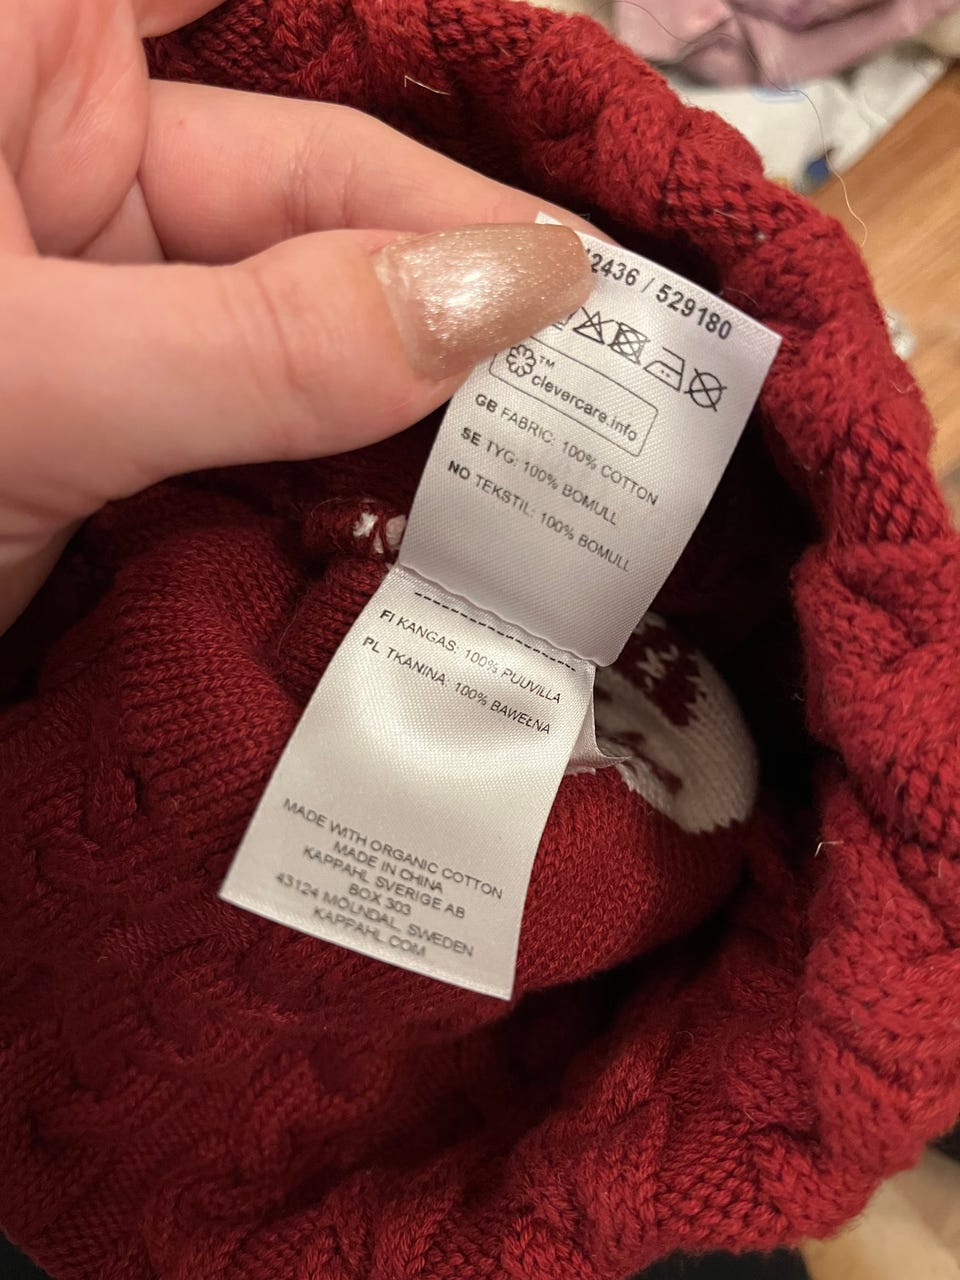 2436 / 529180
TM
clevercare.info
GB FABRIC: 100% COTTON
SE TYG: 100% BOMULL
NO TEKSTIL: 100% BOMULL
FI KANGAS: 100% PUUVILLA
PL TKANINA: 100% BAWEŁNA
MADE WITH ORGANIC COTTON
MADE IN CHINA
KAPPAHL SVERIGE AB
BOX 303
43124 MÖLNDAL, SWEDEN
KAPPAHL.COM